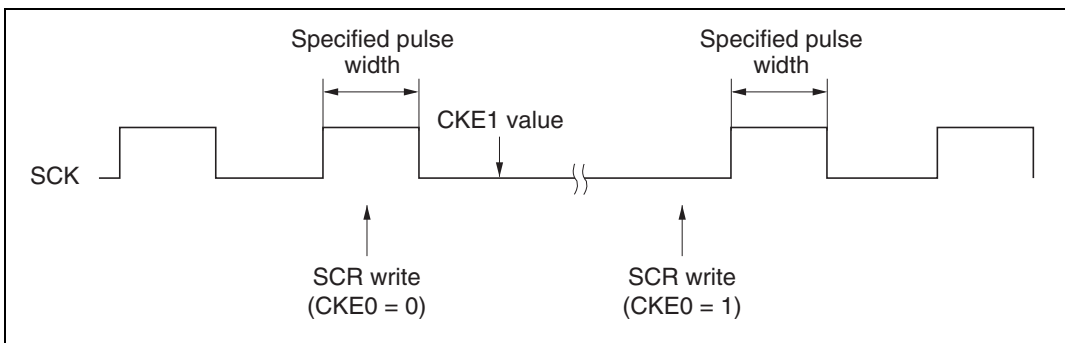 Specified pulse
width
Specified pulse
width
CKE1 value
SCK
SCR write
(CKE0 = 0)
SCR write
(CKE0 = 1)